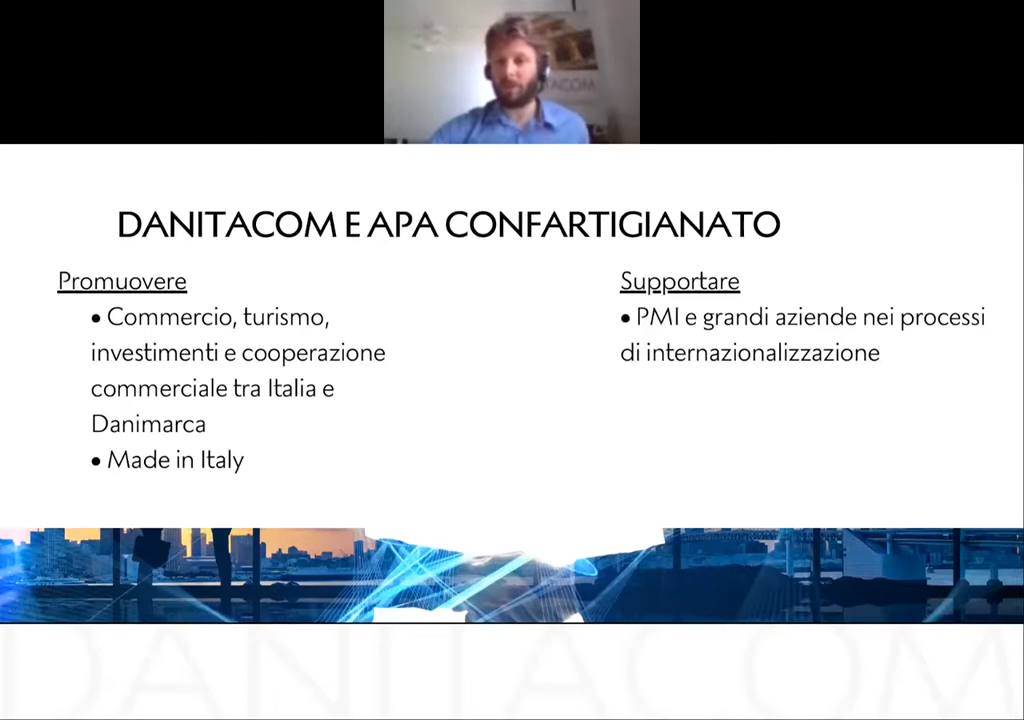 TACOM
DANITACOM E APA CONFARTIGIANATO
Promuovere
• Commercio, turismo,
investimenti e cooperazione
commerciale tra Italia e
Danimarca
• Made in Italy
Supportare
• PMI e grandi aziende nei processi
di internazionalizzazione
DANITACOM